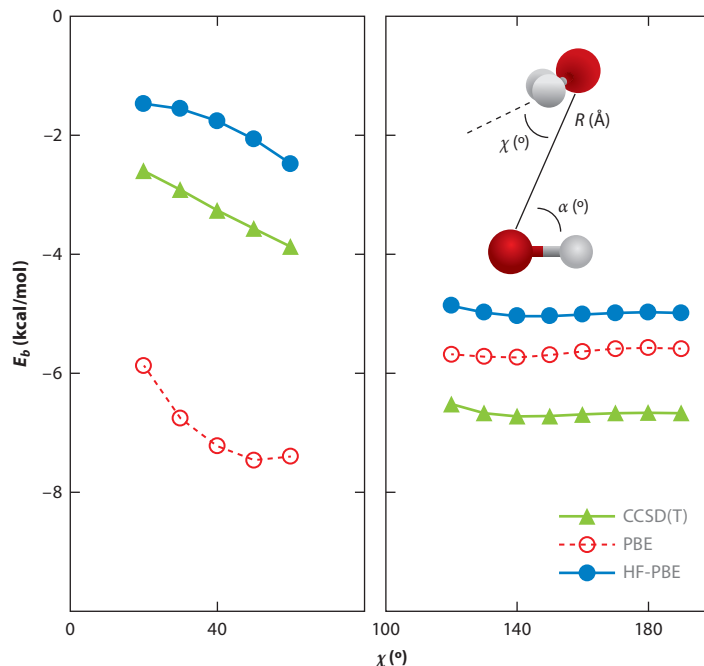 0
−2
−4
−6
−8
E_b (kcal/mol)
0
40
100
140
180
χ (º)
R (Å)
χ (º)
α (º)
CCSD(T)
PBE
HF-PBE